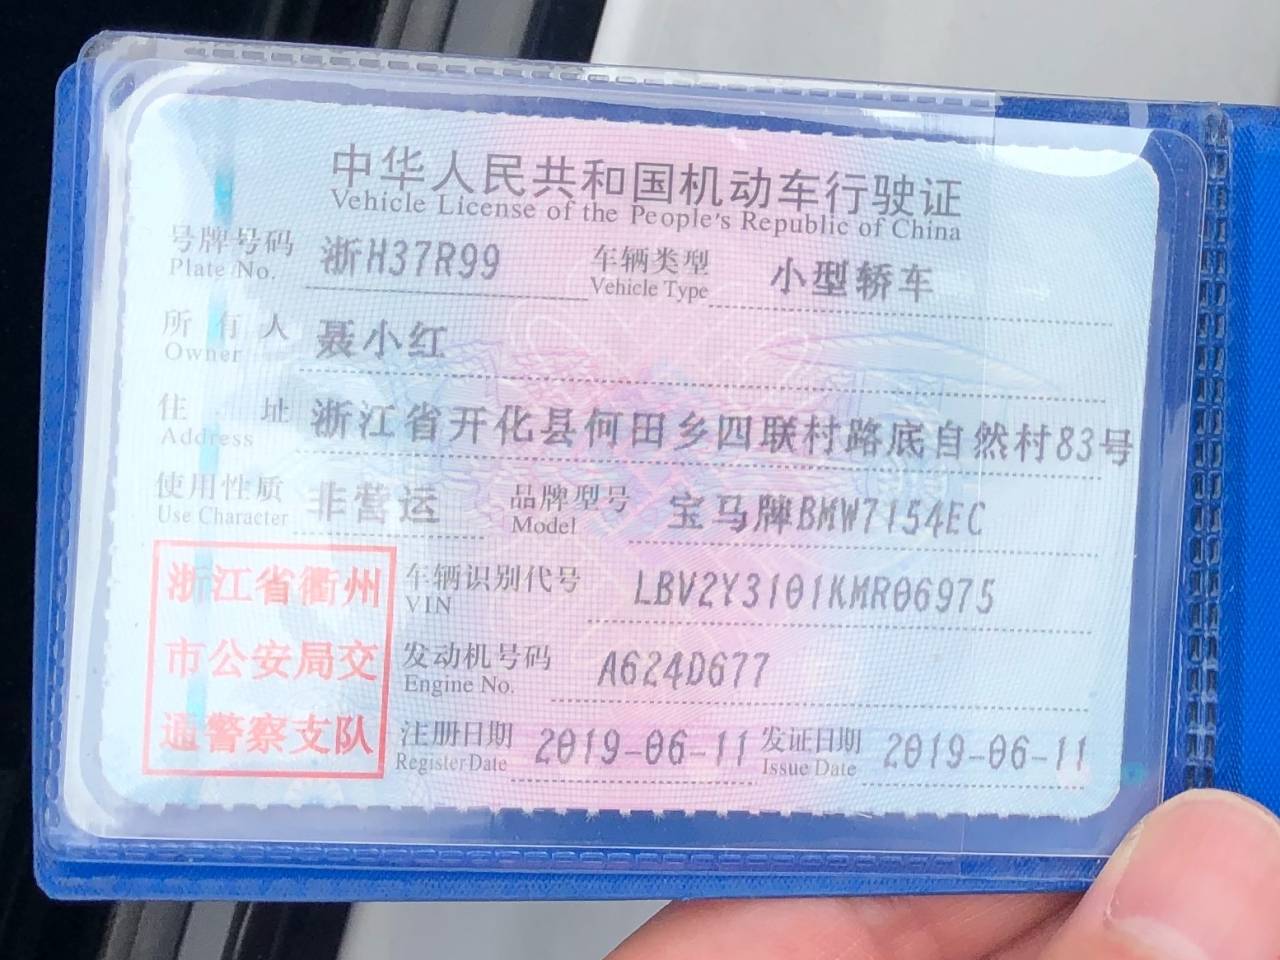 中华人民共和国机动车行驶证
Vehicle License of the People's Republic of China
号牌号码 浙H37R99 车辆类型 小型轿车
Plate No. Vehicle Type
所有人 聂小红
Owner
住址 浙江省开化县何田乡四联村路底自然村83号
Address
使用性质 非营运 品牌型号 宝马牌BMW7154EC
Use Character Model
浙江省衢州 车辆识别代号 LBV2Y3101KMR06975
VIN
市公安局交 发动机号码 A624D677
Engine No.
通警察支队 注册日期 2019-06-11 发证日期 2019-06-11
Register Date Issue Date